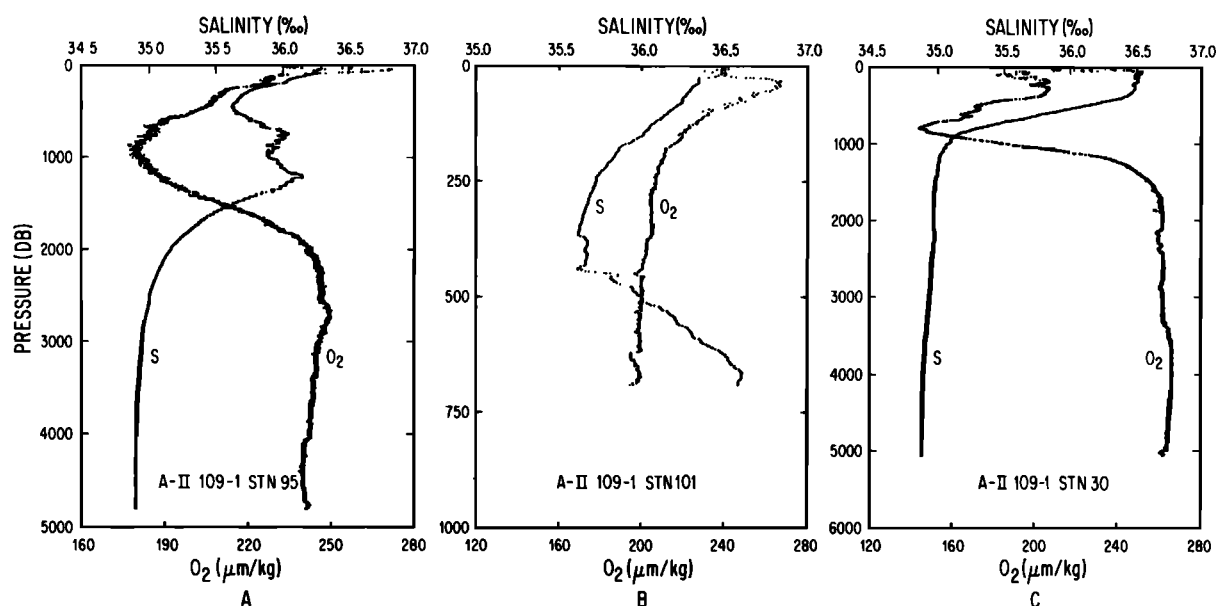 SALINITY (‰)
34 5 35.0 35.5 36.0 36.5 37.0
0
1000
2000
3000
4000
5000
PRESSURE (DB)
S
O2
A-II 109-1 STN 95
160 190 220 250 280
O2 (μm/kg)
A
SALINITY (‰)
35.0 35.5 36.0 36.5 37.0
0
250
500
750
1000
S
O2
A-II 109-1 STN 101
120 160 200 240 280
O2 (μm/kg)
B
SALINITY (‰)
34.5 35.0 35.5 36.0 36.5 37.0
0
1000
2000
3000
4000
5000
6000
S
O2
A-II 109-1 STN 30
120 160 200 240 280
O2 (μm/kg)
C